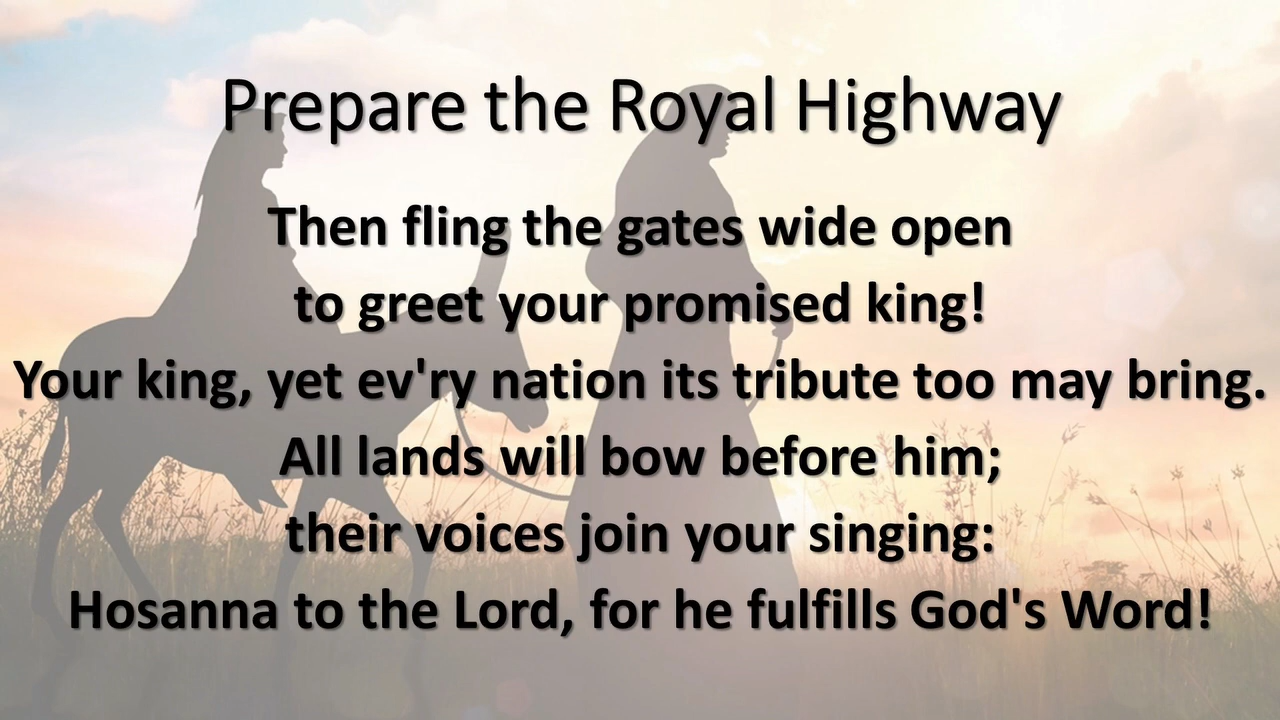 Prepare the Royal Highway
Then fling the gates wide open
to greet your promised king!
Your king, yet ev'ry nation its tribute too may bring.
All lands will bow before him;
their voices join your singing:
Hosanna to the Lord, for he fulfills God's Word!